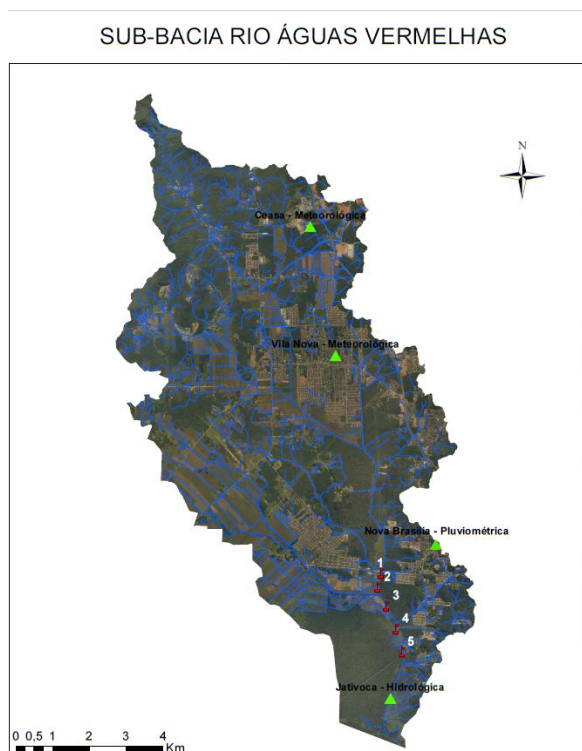 SUB-BACIA RIO ÁGUAS VERMELHAS
N
Ceasa - Meteorológica
Vila Nova - Meteorológica
Nova Brasília - Pluviométrica
1
2
3
4
5
Jativoca - Hidrológica
0 0,5 1 2 3 4
Km